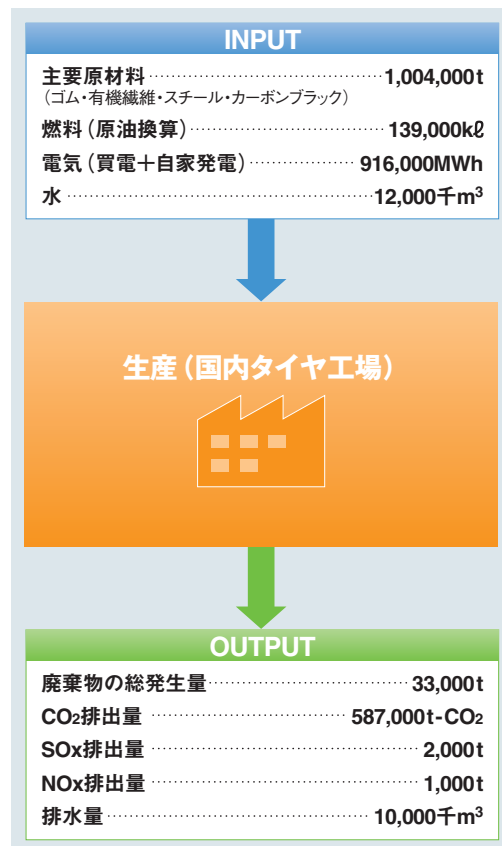 INPUT
主要原材料 1,004,000t
（ゴム・有機繊維・スチール・カーボンブラック）
燃料（原油換算） 139,000kℓ
電気（買電＋自家発電） 916,000MWh
水 12,000千m³
生産（国内タイヤ工場）
OUTPUT
廃棄物の総発生量 33,000t
CO₂排出量 587,000t-CO₂
SOx排出量 2,000t
NOx排出量 1,000t
排水量 10,000千m³